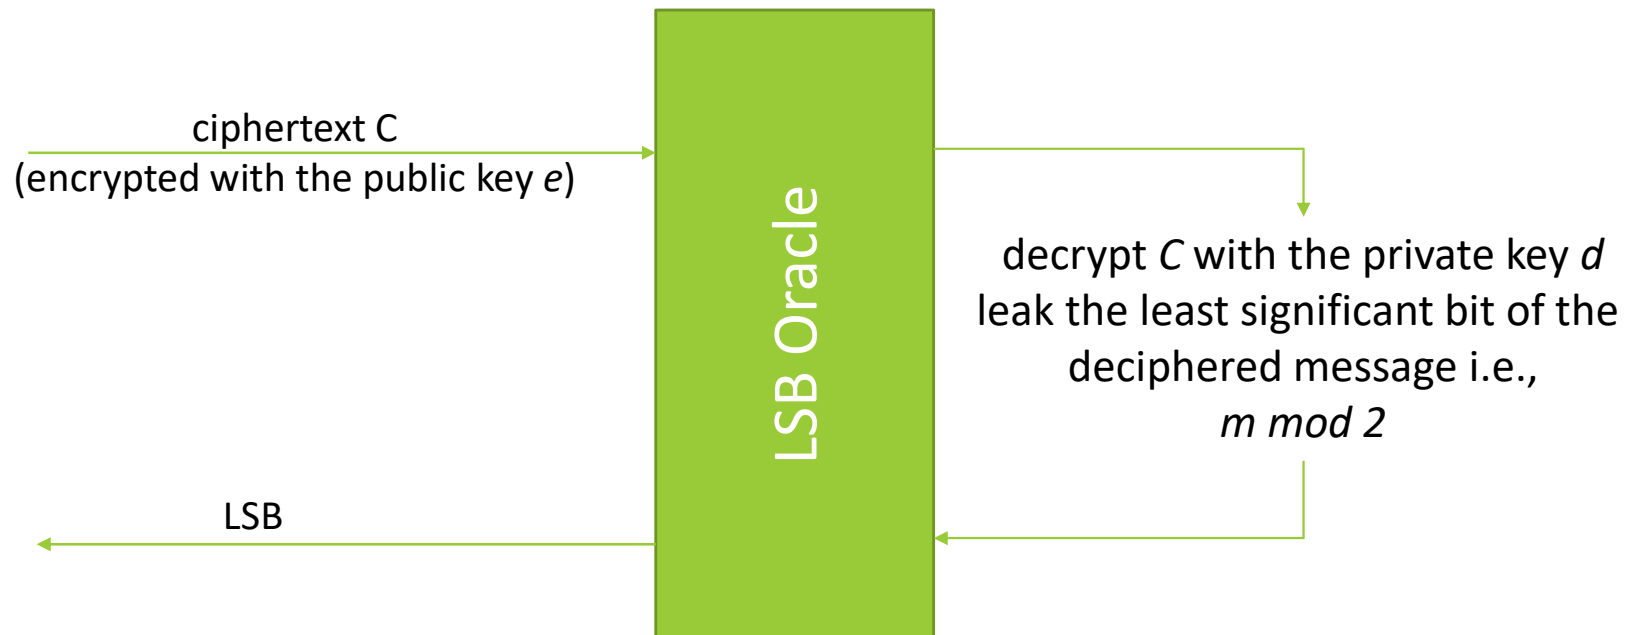 ciphertext C
(encrypted with the public key e)
LSB Oracle
decrypt C with the private key d
leak the least significant bit of the
deciphered message i.e.,
m mod 2
LSB